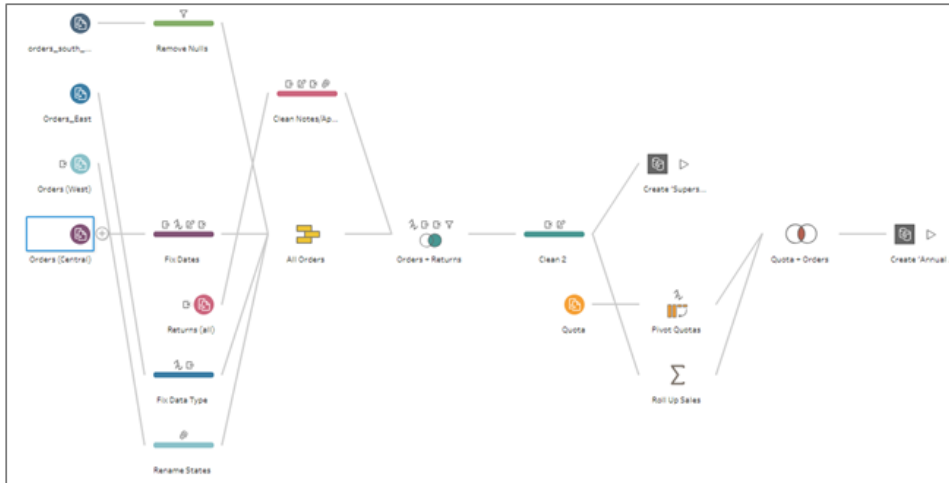 orders_south_...
Remove Nulls
Orders_East
Clean Notes/Ap...
Orders (West)
Create 'Supers...
Orders (Central)
Fix Dates
All Orders
Orders + Returns
Clean 2
Quota + Orders
Create 'Annual
Returns (all)
Quota
Pivot Quotas
Fix Data Type
Roll Up Sales
Rename States